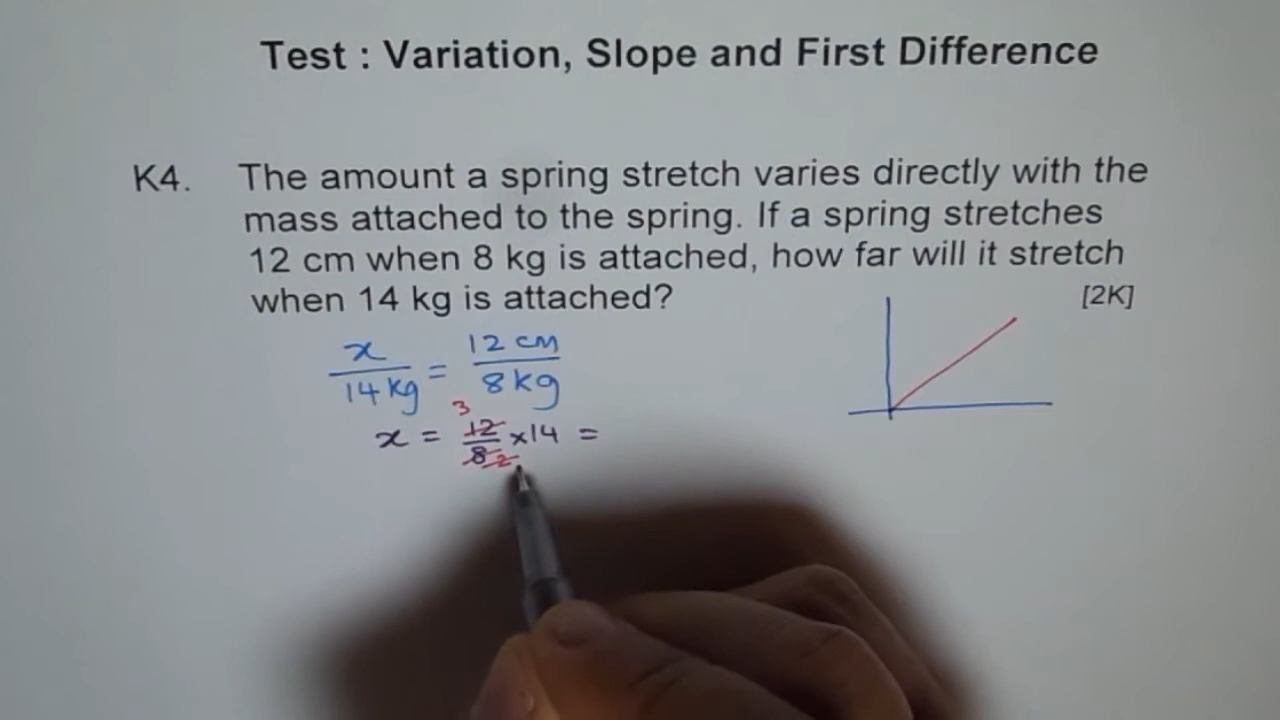 Test : Variation, Slope and First Difference
K4. The amount a spring stretch varies directly with the
mass attached to the spring. If a spring stretches
12 cm when 8 kg is attached, how far will it stretch
when 14 kg is attached? [2K]
x/14 kg = 12 cm/8 kg
3
x = 12/8 × 14 =
2